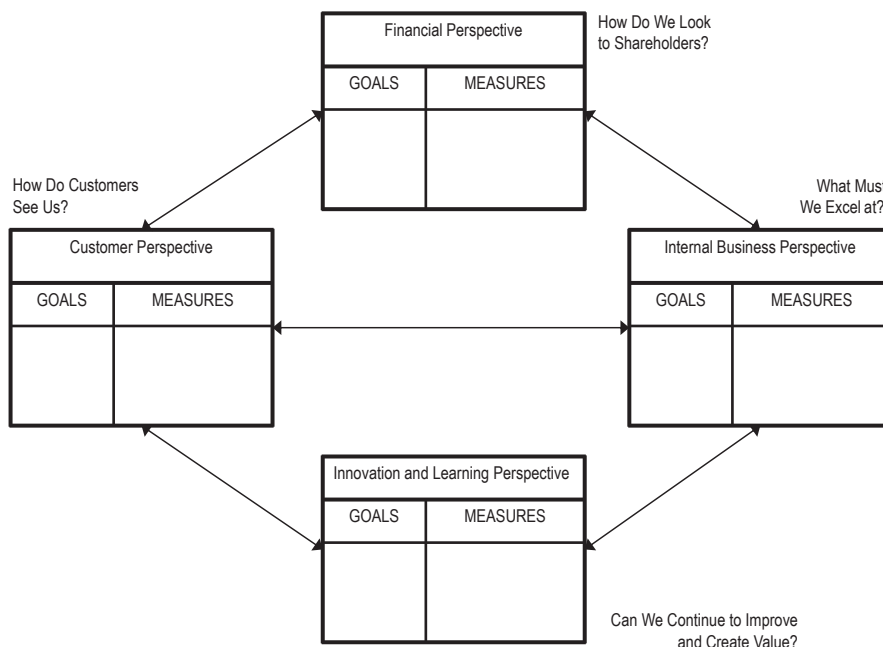 Financial Perspective
GOALS MEASURES
How Do We Look
to Shareholders?
How Do Customers
See Us?
Customer Perspective
GOALS MEASURES
What Must
We Excel at?
Internal Business Perspective
GOALS MEASURES
Innovation and Learning Perspective
GOALS MEASURES
Can We Continue to Improve
and Create Value?